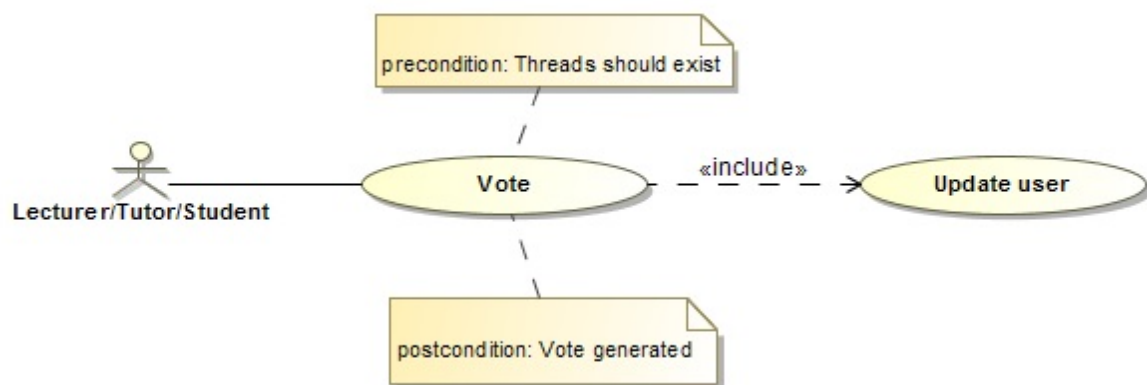 precondition: Threads should exist
«include»
Vote
Update user
Lecturer/Tutor/Student
postcondition: Vote generated